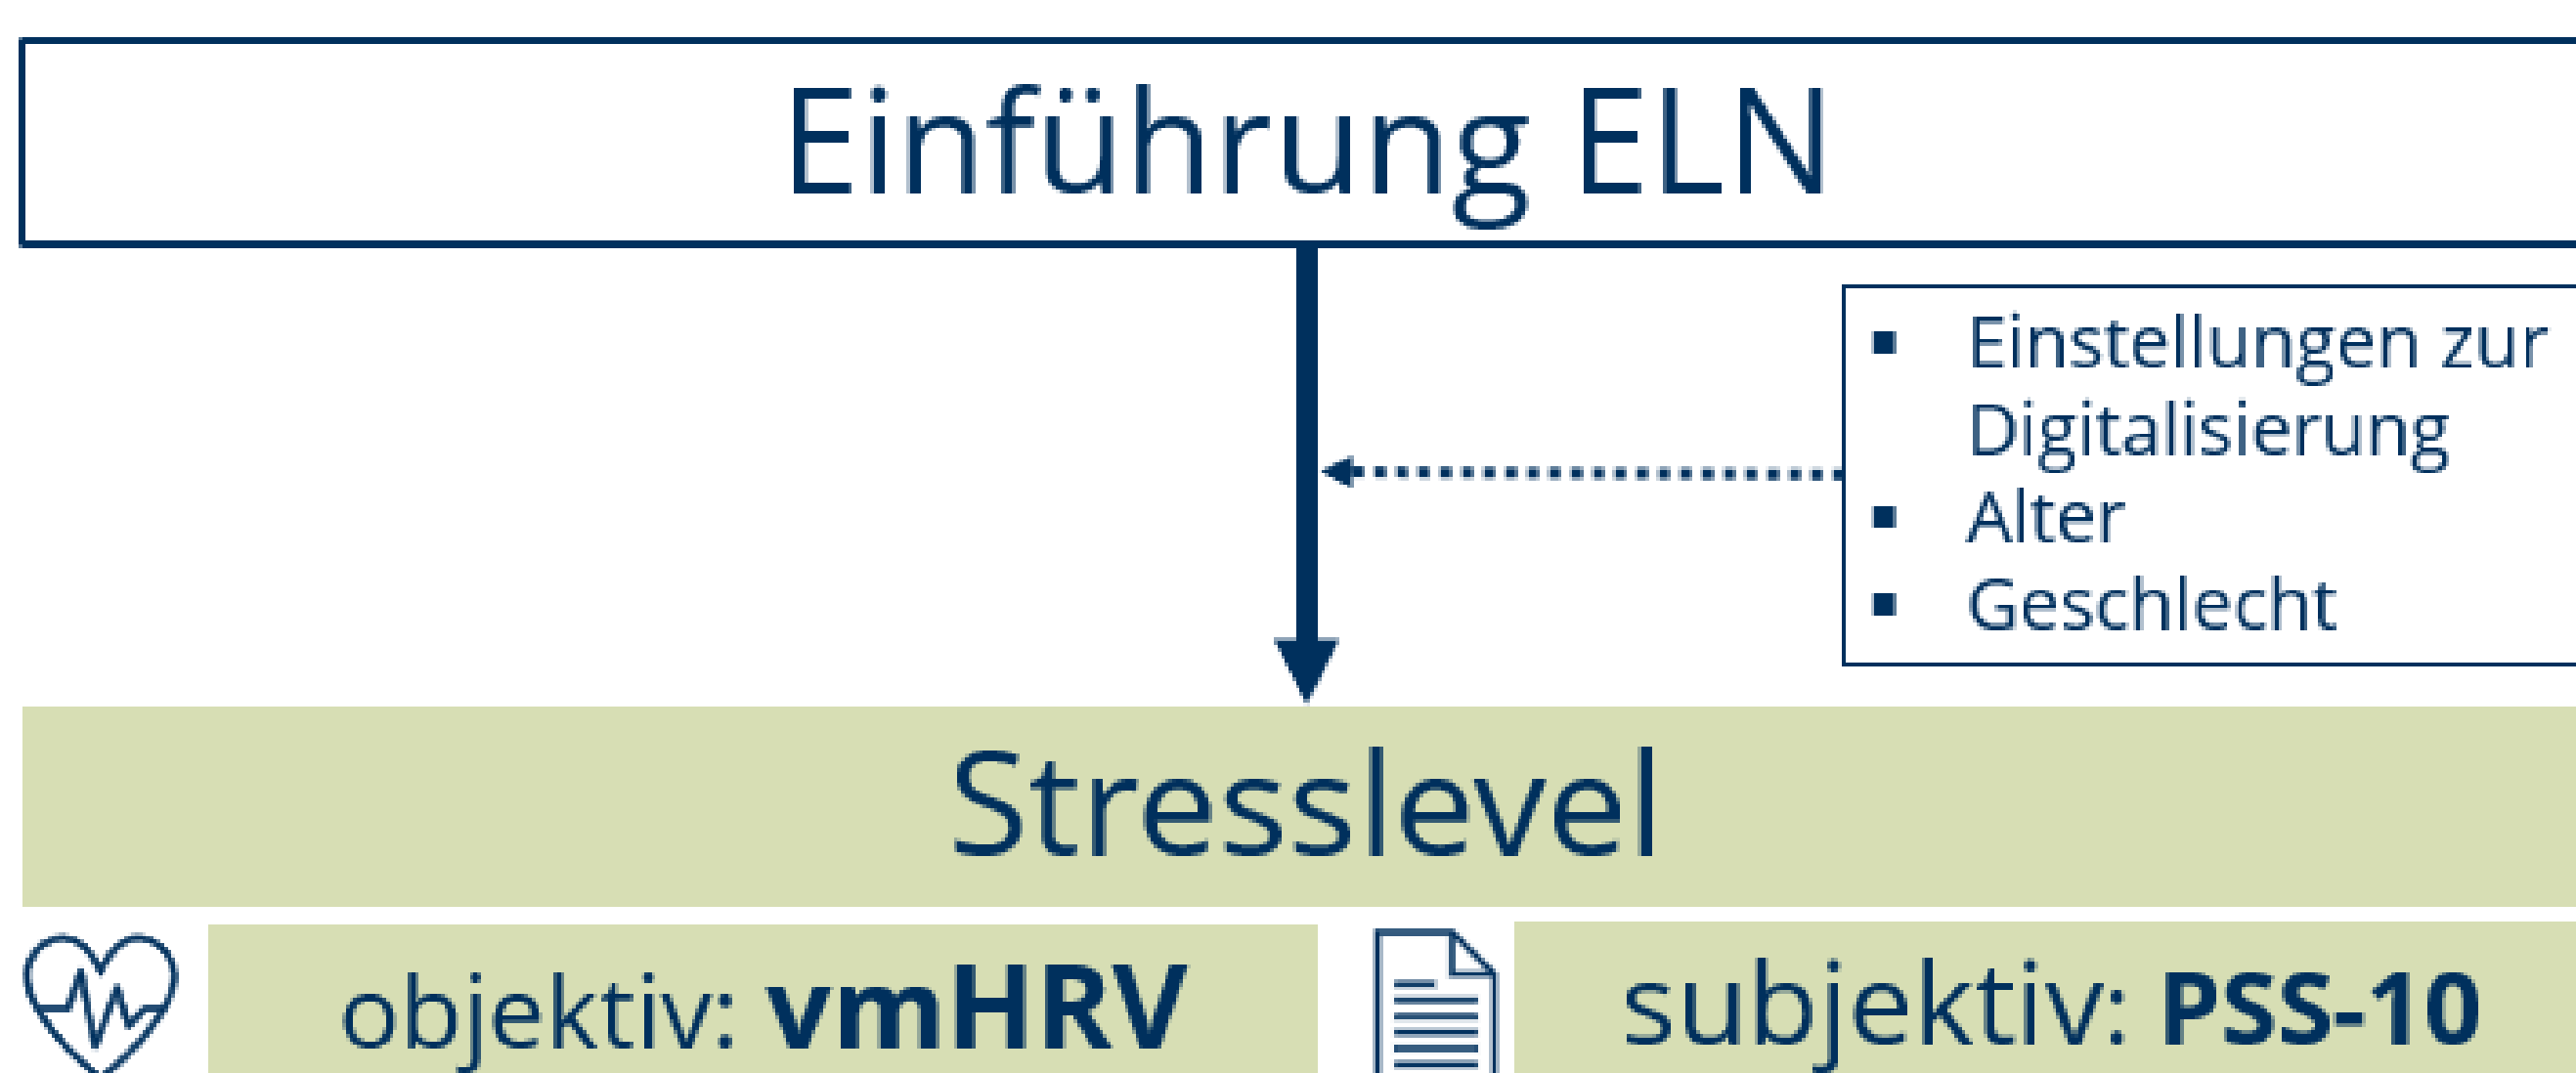 Einführung ELN
▪ Einstellungen zur
Digitalisierung
▪ Alter
▪ Geschlecht
Stresslevel
objektiv: vmHRV
subjektiv: PSS-10